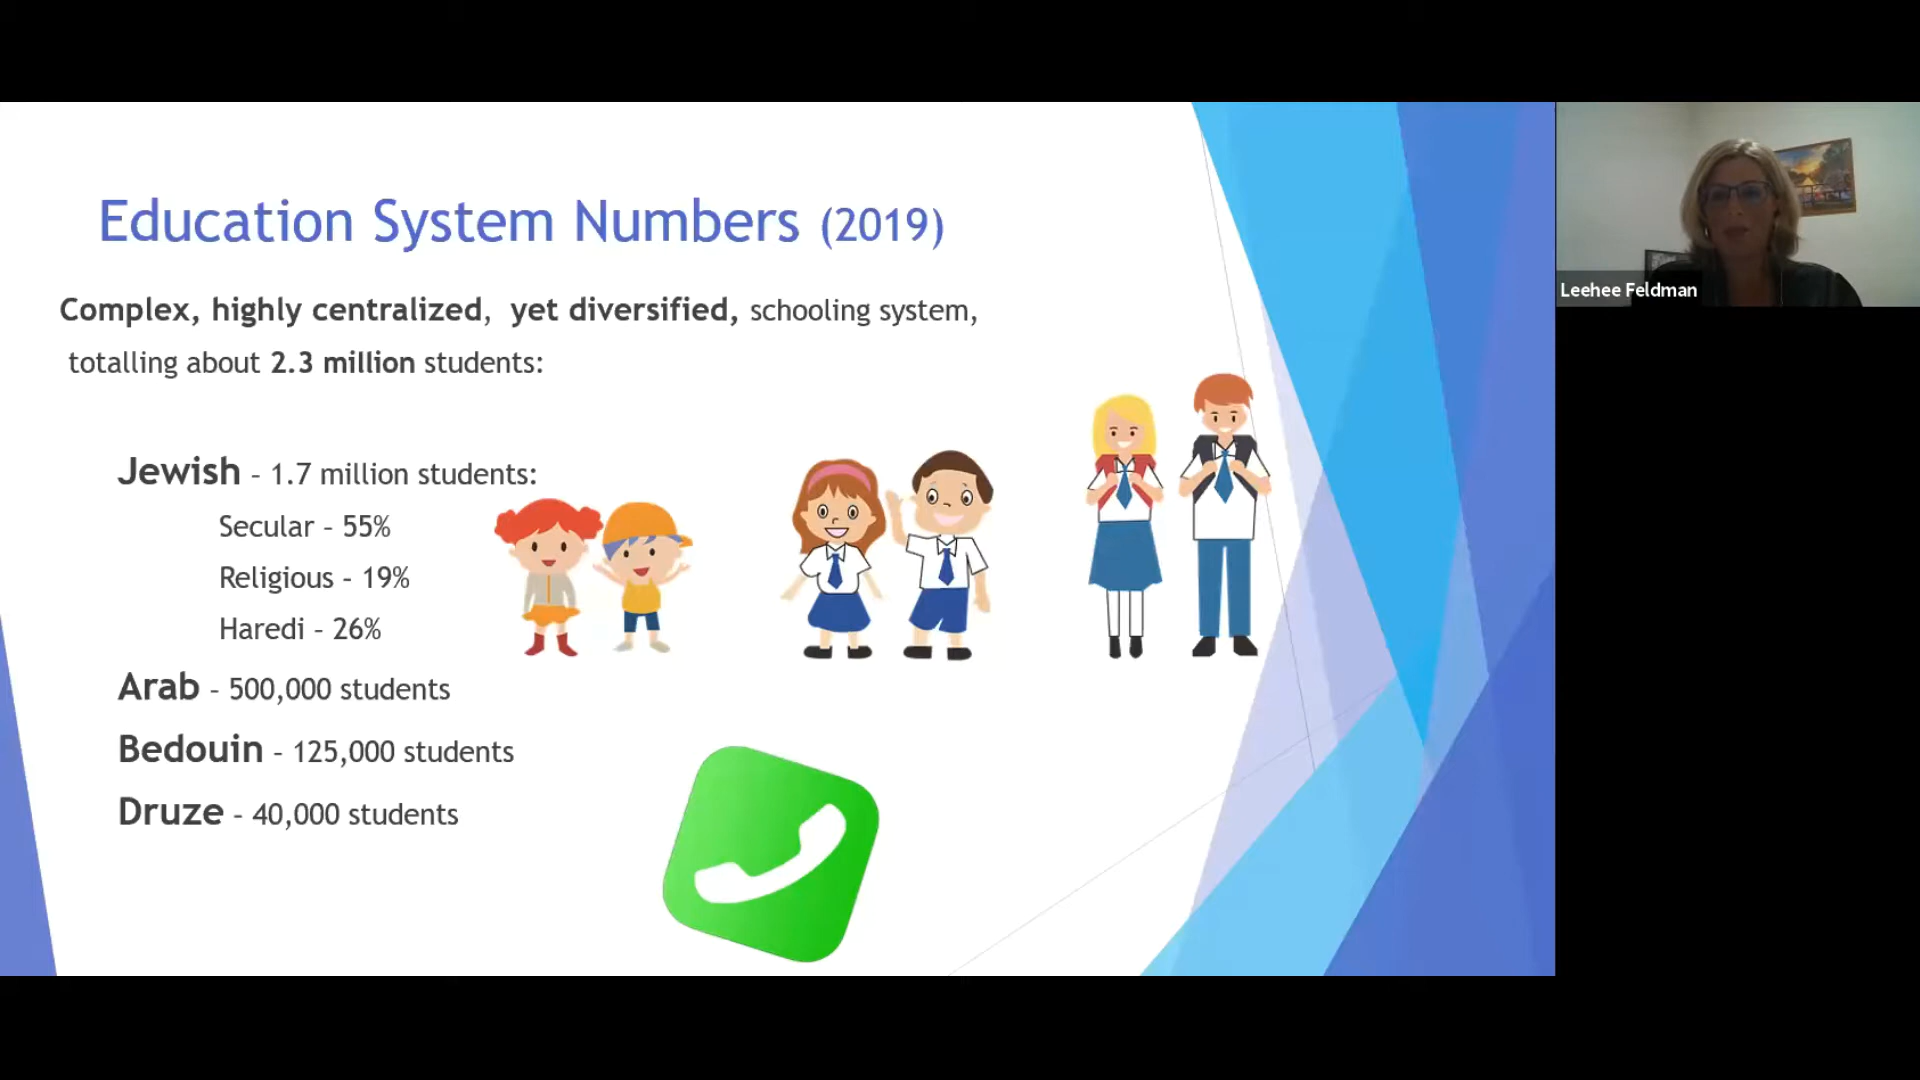 Education System Numbers (2019)
Complex, highly centralized, yet diversified, schooling system,
totalling about 2.3 million students:
Jewish - 1.7 million students:
Secular - 55%
Religious - 19%
Haredi - 26%
Arab - 500,000 students
Bedouin - 125,000 students
Druze - 40,000 students
Leehee Feldman